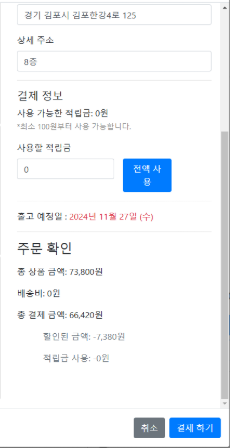 경기 김포시 김포한강4로 125
상세 주소
8층
결제 정보
사용 가능한 적립금: 0원
*최소 100원부터 사용 가능합니다.
사용할 적립금
0
전액 사
용
출고 예정일 : 2024년 11월 27일 (수)
주문 확인
총 상품 금액: 73,800원
배송비: 0원
총 결제 금액: 66,420원
할인된 금액: -7,380원
적립금 사용: -0원
취소
결제 하기